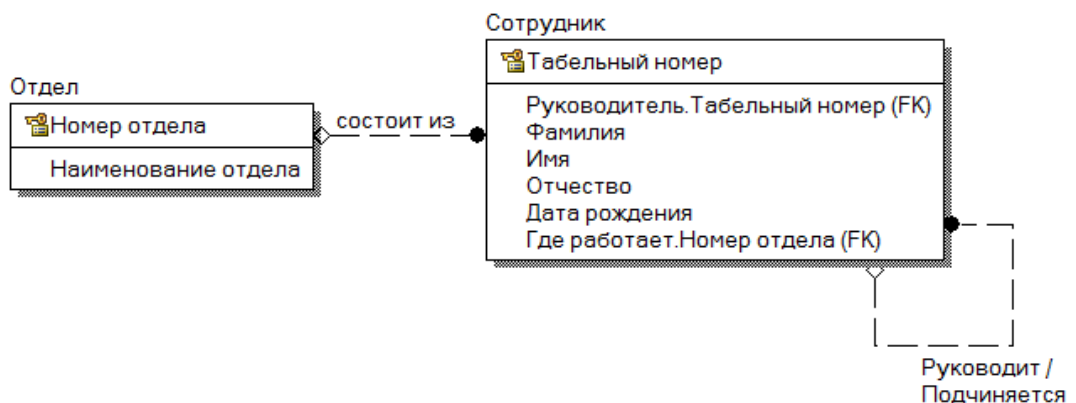 Отдел
Номер отдела
Наименование отдела
состоит из
Сотрудник
Табельный номер
Руководитель.Табельный номер (FK)
Фамилия
Имя
Отчество
Дата рождения
Где работает.Номер отдела (FK)
Руководит /
Подчиняется